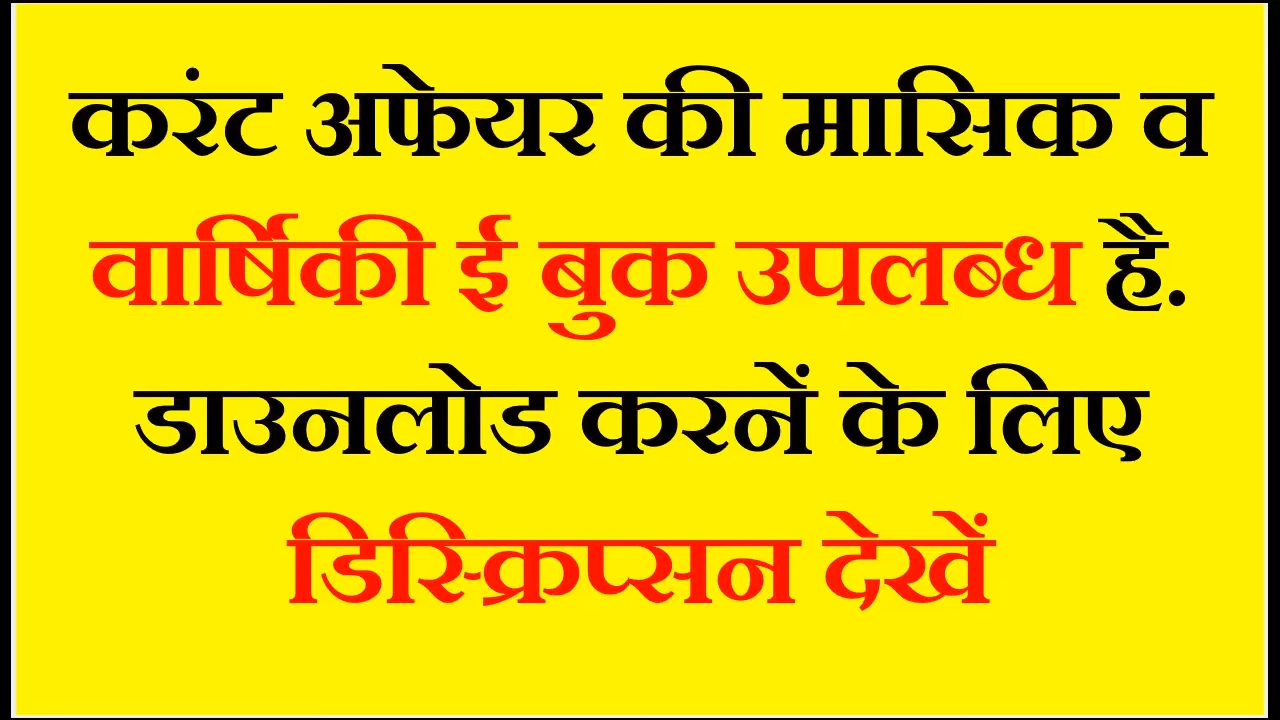 करंट अफेयर की मासिक व
वार्षिकी ई बुक उपलब्ध है.
डाउनलोड करनें के लिए
डिस्क्रिप्सन देखें